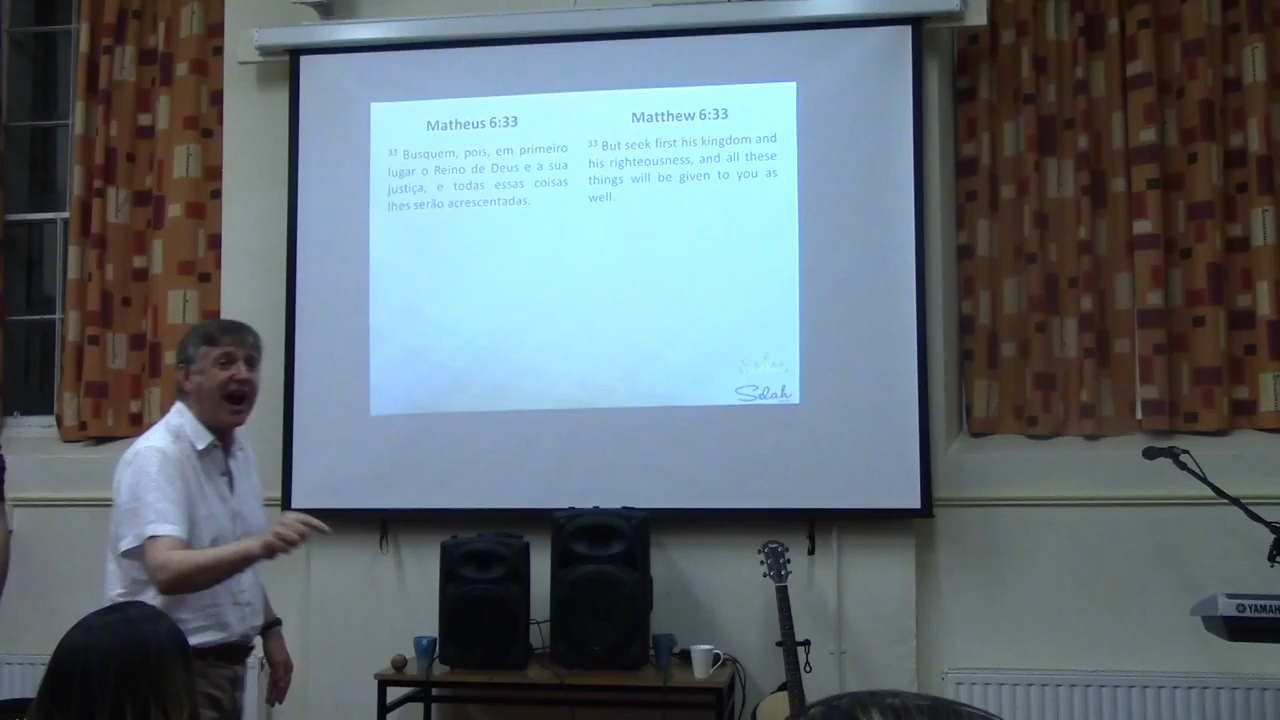 Matheus 6:33
33 Busquem, pois, em primeiro
lugar o Reino de Deus e a sua
justiça, e todas essas coisas
lhes serão acrescentadas.
Matthew 6:33
33 But seek first his kingdom and
his righteousness, and all these
things will be given to you as
well.
Selah
YAMAH